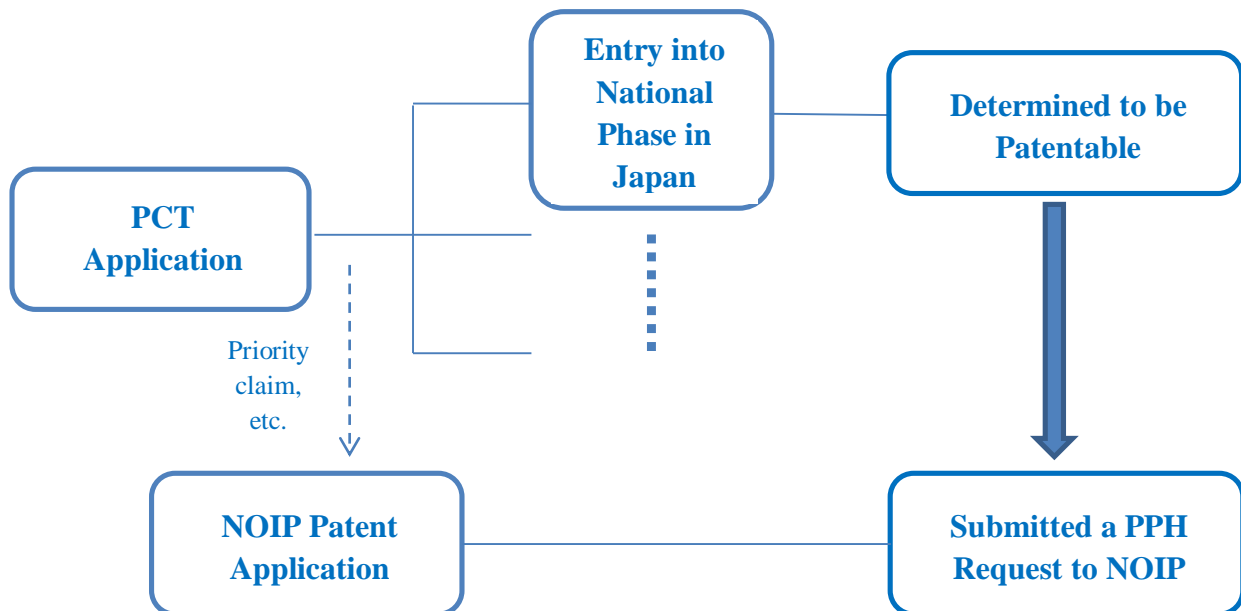 Entry into
National
Phase in
Japan
Determined to be
Patentable
PCT
Application
Priority
claim,
etc.
NOIP Patent
Application
Submitted a PPH
Request to NOIP